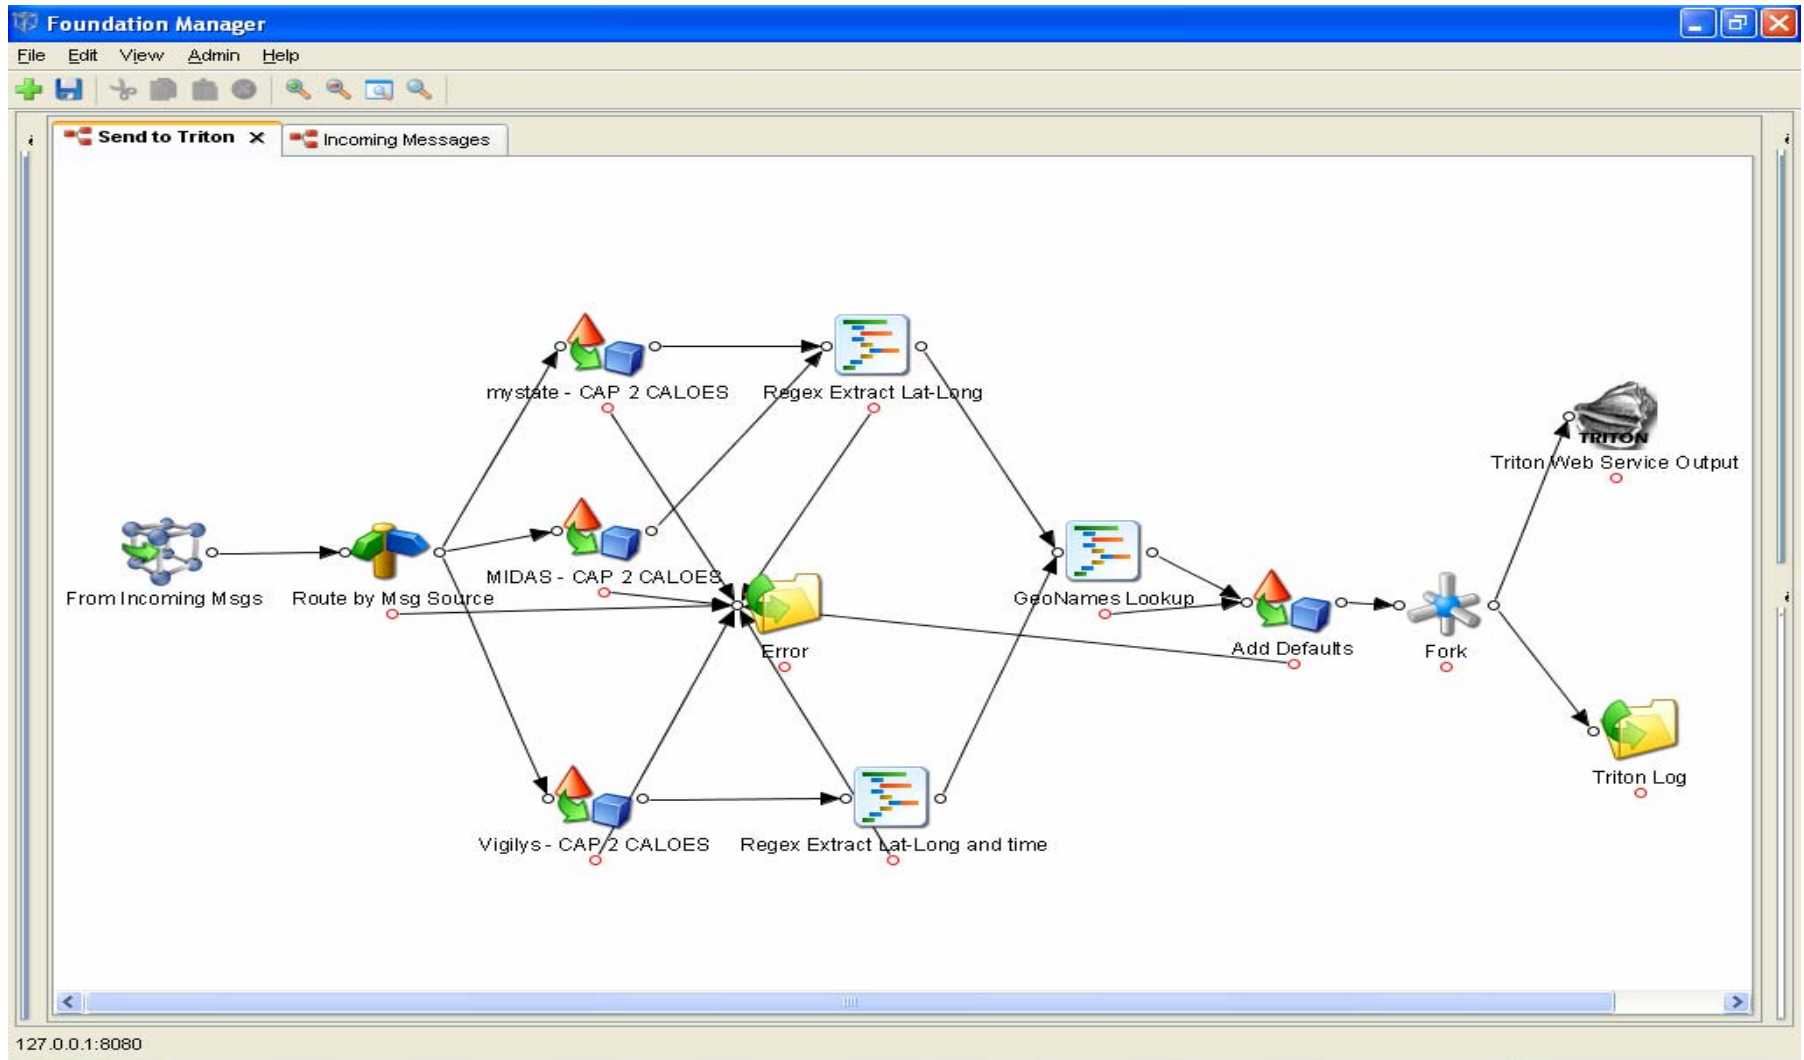 Foundation Manager
File Edit View Admin Help
Send to Triton
Incoming Messages
mystate - CAP 2 CALOES
Regex Extract Lat-Long
TRITON
Triton Web Service Output
MIDAS - CAP 2 CALOES
From Incoming Msgs
Route by Msg Source
GeoNames Lookup
Error
Add Defaults
Fork
Triton Log
Vigilys - CAP 2 CALOES
Regex Extract Lat-Long and time
127.0.0.1:8080